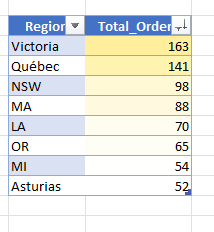 Region Total_Order
Victoria 163
Québec 141
NSW 98
MA 88
LA 70
OR 65
MI 54
Asturias 52